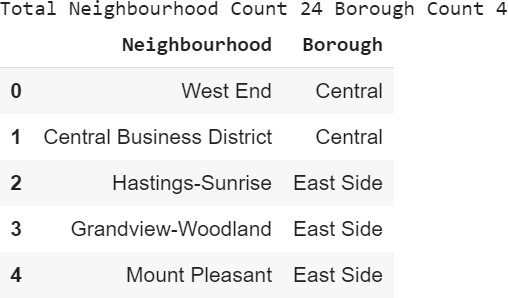 Total Neighbourhood Count 24 Borough Count 4
Neighbourhood Borough
0 West End Central
1 Central Business District Central
2 Hastings-Sunrise East Side
3 Grandview-Woodland East Side
4 Mount Pleasant East Side